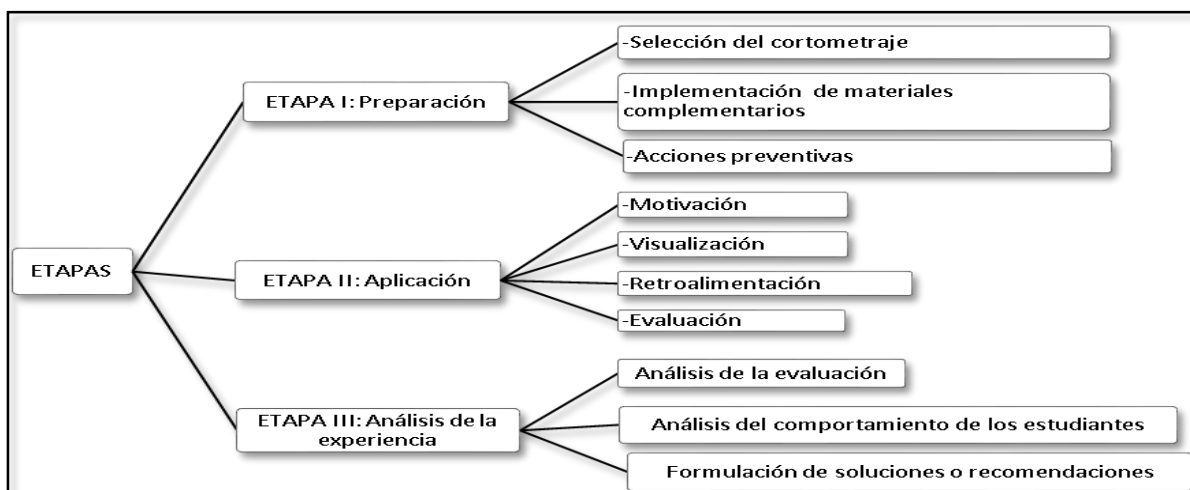 ETAPAS
ETAPA I: Preparación
-Selección del cortometraje
-Implementación de materiales
complementarios
-Acciones preventivas
ETAPA II: Aplicación
-Motivación
-Visualización
-Retroalimentación
-Evaluación
ETAPA III: Análisis de la
experiencia
Análisis de la evaluación
Análisis del comportamiento de los estudiantes
Formulación de soluciones o recomendaciones